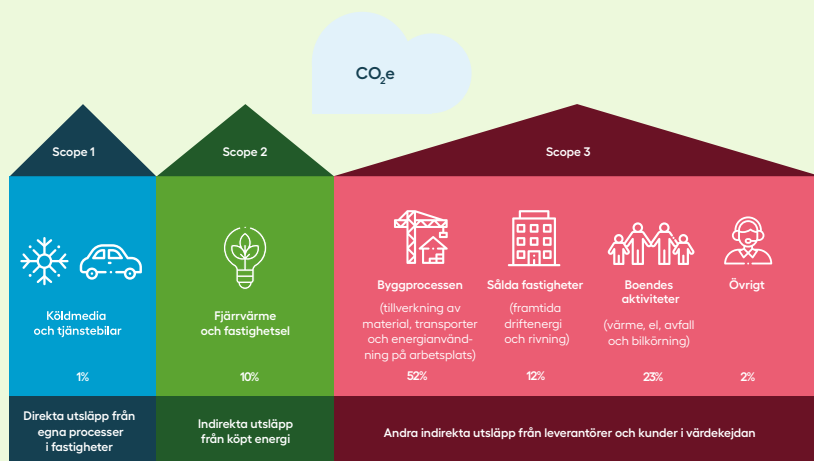 CO₂e
Scope 1
Scope 2
Scope 3
Köldmedia
och tjänstebilar
1%
Fjärrvärme
och fastighetsel
10%
Byggprocessen
(tillverkning av
material, transporter
och energianvänd-
ning på arbetsplats)
52%
Sålda fastigheter
(framtida
driftenergi
och rivning)
12%
Boendes
aktiviteter
(värme, el, avfall
och bilkörning)
23%
Övrigt
2%
Direkta utsläpp från
egna processer
i fastigheter
Indirekta utsläpp
från köpt energi
Andra indirekta utsläpp från leverantörer och kunder i värdekejdan